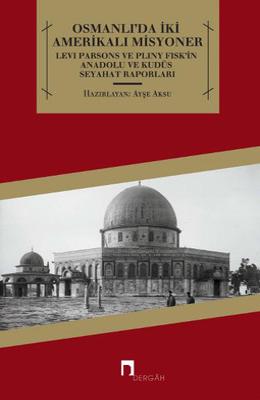 OSMANLI'DA İKİ
AMERİKALI MİSYONER
LEVI PARSONS VE PLINY FISK'İN
ANADOLU VE KUDÜS
SEYAHAT RAPORLARI
HAZIRLAYAN: AYŞE AKSU
DERGÂH